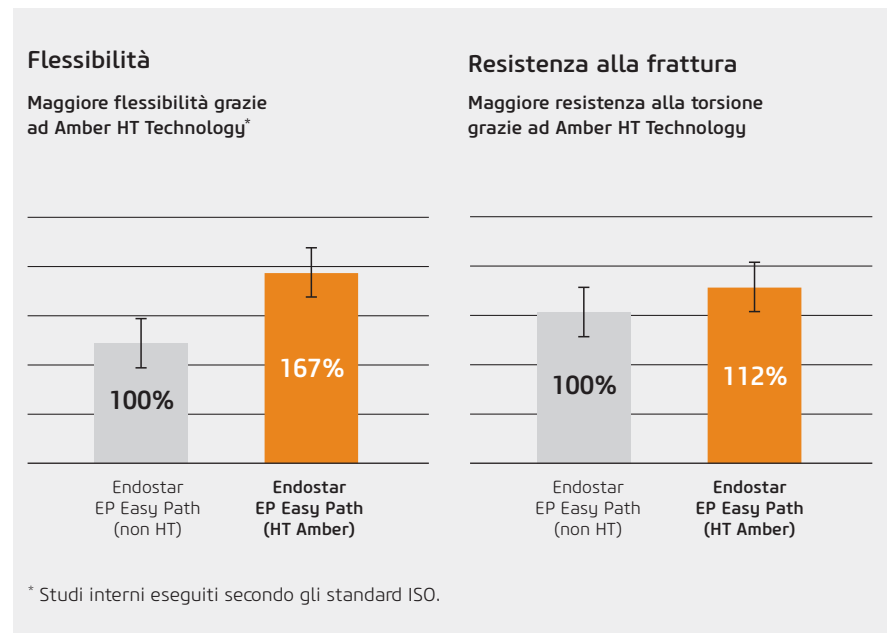 Flessibilità
Maggiore flessibilità grazie
ad Amber HT Technology*
100%
167%
Endostar
EP Easy Path
(non HT)
Endostar
EP Easy Path
(HT Amber)
Resistenza alla frattura
Maggiore resistenza alla torsione
grazie ad Amber HT Technology
100%
112%
Endostar
EP Easy Path
(non HT)
Endostar
EP Easy Path
(HT Amber)
* Studi interni eseguiti secondo gli standard ISO.